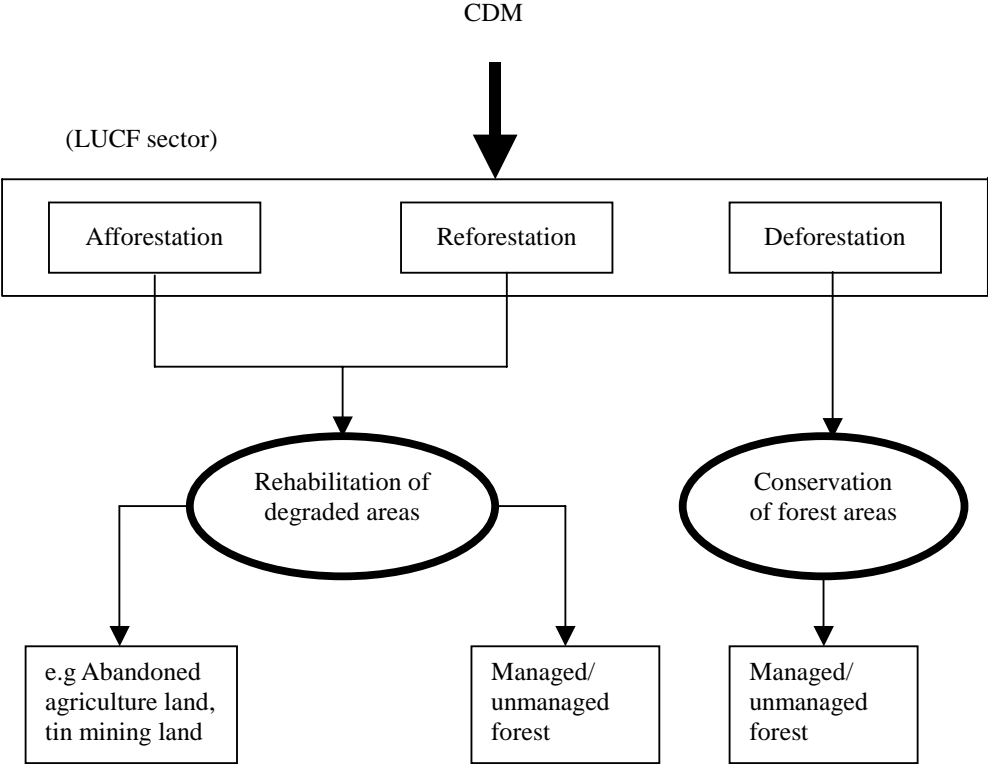 CDM
(LUCF sector)
Afforestation
Reforestation
Deforestation
Rehabilitation of
degraded areas
Conservation
of forest areas
e.g Abandoned
agriculture land,
tin mining land
Managed/
unmanaged
forest
Managed/
unmanaged
forest